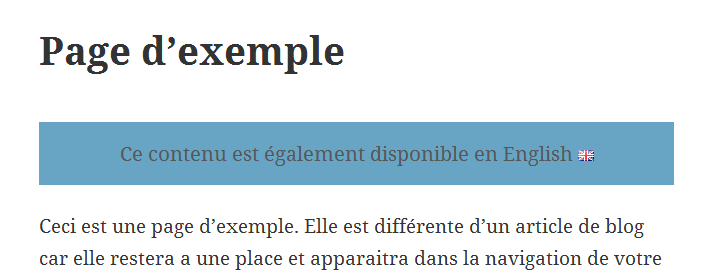 Page d’exemple
Ce contenu est également disponible en English
Ceci est une page d’exemple. Elle est différente d’un article de blog
car elle restera a une place et apparaitra dans la navigation de votre